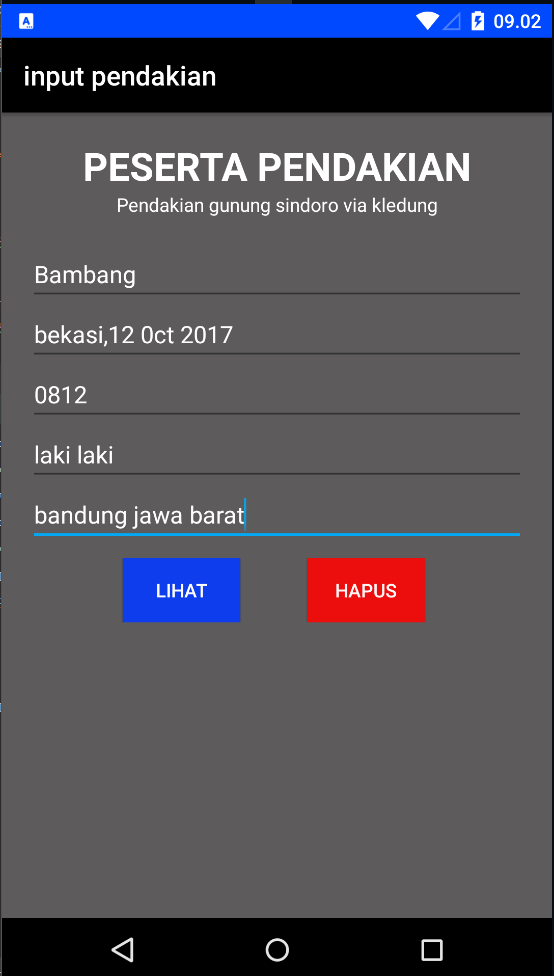 A
09.02
input pendakian
PESERTA PENDAKIAN
Pendakian gunung sindoro via kledung
Bambang
bekasi,12 0ct 2017
0812
laki laki
bandung jawa barat
LIHAT
HAPUS